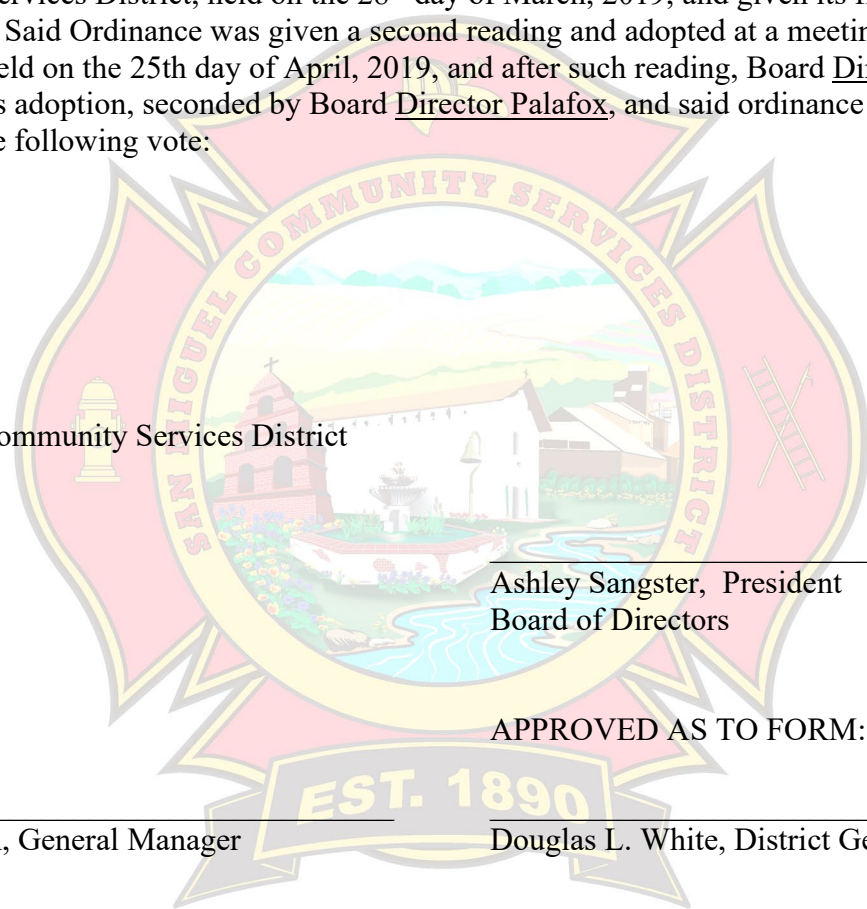 ervices District, held on the 28th day of March, 2019, and given its
Said Ordinance was given a second reading and adopted at a meetin
eld on the 25th day of April, 2019, and after such reading, Board Di
s adoption, seconded by Board Director Palafox, and said ordinance
e following vote:
SAN MIGUEL COMMUNITY SERVICES DISTRICT
ommunity Services District
Ashley Sangster, President
Board of Directors
APPROVED AS TO FORM:
EST. 1890
, General Manager
Douglas L. White, District Ge